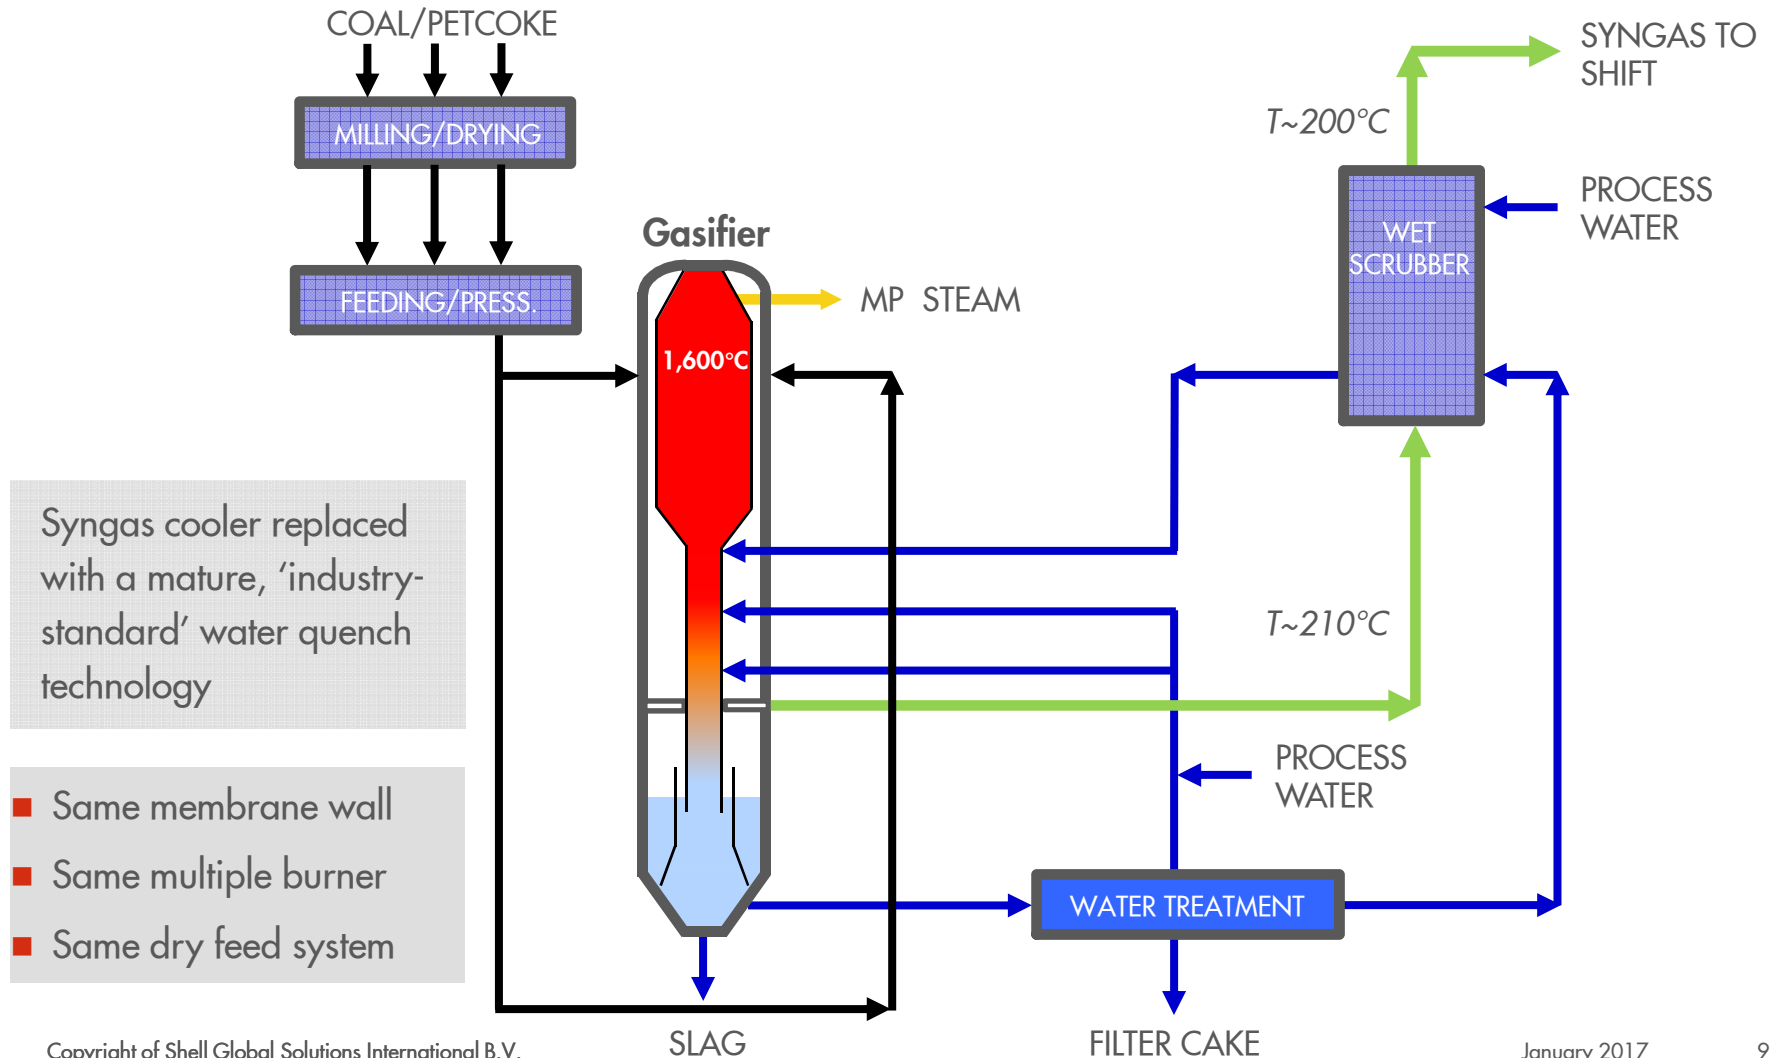 COAL/PETCOKE
MILLING/DRYING
FEEDING/PRESS.
Gasifier
1,600°C
MP STEAM
SYNGAS TO
SHIFT
T~200°C
PROCESS
WATER
WET
SCRUBBER
T~210°C
PROCESS
WATER
WATER TREATMENT
SLAG
FILTER CAKE
Syngas cooler replaced
with a mature, ‘industry-
standard’ water quench
technology
Same membrane wall
Same multiple burner
Same dry feed system
Copyright of Shell Global Solutions International B.V.
January 2017
9